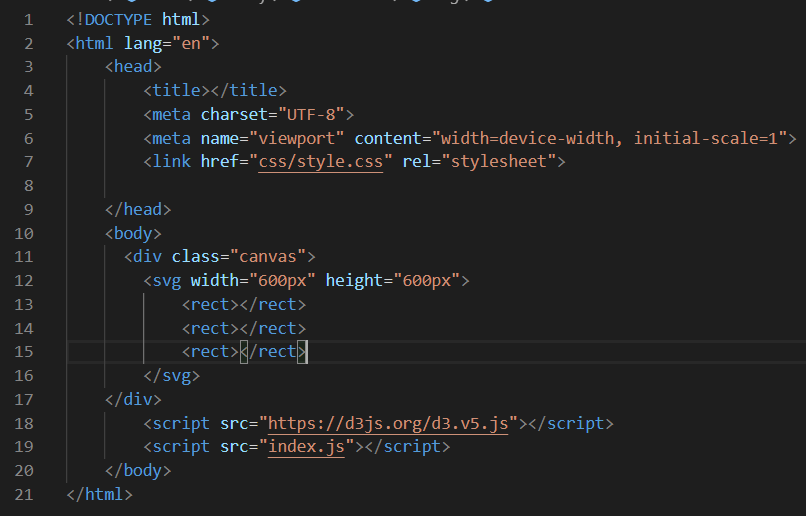 1 <!DOCTYPE html>
2 <html lang="en">
3 <head>
4 <title></title>
5 <meta charset="UTF-8">
6 <meta name="viewport" content="width=device-width, initial-scale=1">
7 <link href="css/style.css" rel="stylesheet">
8
9 </head>
10 <body>
11 <div class="canvas">
12 <svg width="600px" height="600px">
13 <rect></rect>
14 <rect></rect>
15 <rect></rect>
16 </svg>
17 </div>
18 <script src="https://d3js.org/d3.v5.js"></script>
19 <script src="index.js"></script>
20 </body>
21 </html>